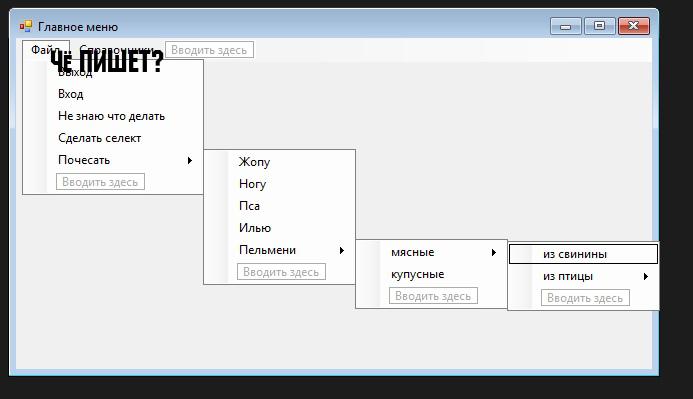 Главное меню
Файл Справочники Вводить здесь
Чё ПИШЕТ?
Выход
Вход
Не знаю что делать
Сделать селект
Почесать
Вводить здесь
Жопу
Ногу
Пса
Илью
Пельмени
Вводить здесь
мясные
купусные
Вводить здесь
из свинины
из птицы
Вводить здесь